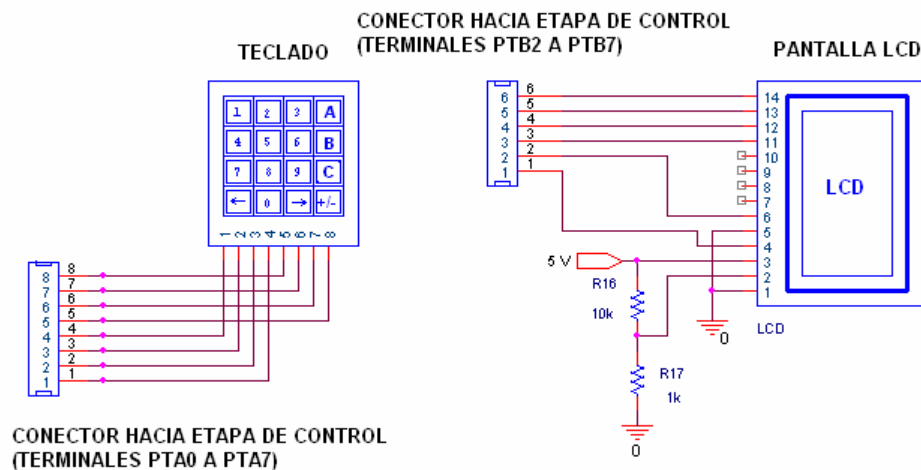 CONECTOR HACIA ETAPA DE CONTROL
(TERMINALES PTB2 A PTB7)
TECLADO
PANTALLA LCD
1 2 3 A
4 5 6 B
7 8 9 C
← 0 → +/-
1 2 3 4 5 6 7 8
8 8
7 7
6 6
5 5
4 4
3 3
2 2
1 1
CONECTOR HACIA ETAPA DE CONTROL
(TERMINALES PTA0 A PTA7)
6 6
5 5
4 4
3 3
2 2
1 1
14
13
12
11
10
9
8
7
6
5
4
3
2
1
LCD
LCD
5 V
R16
10k
R17
1k
0
0